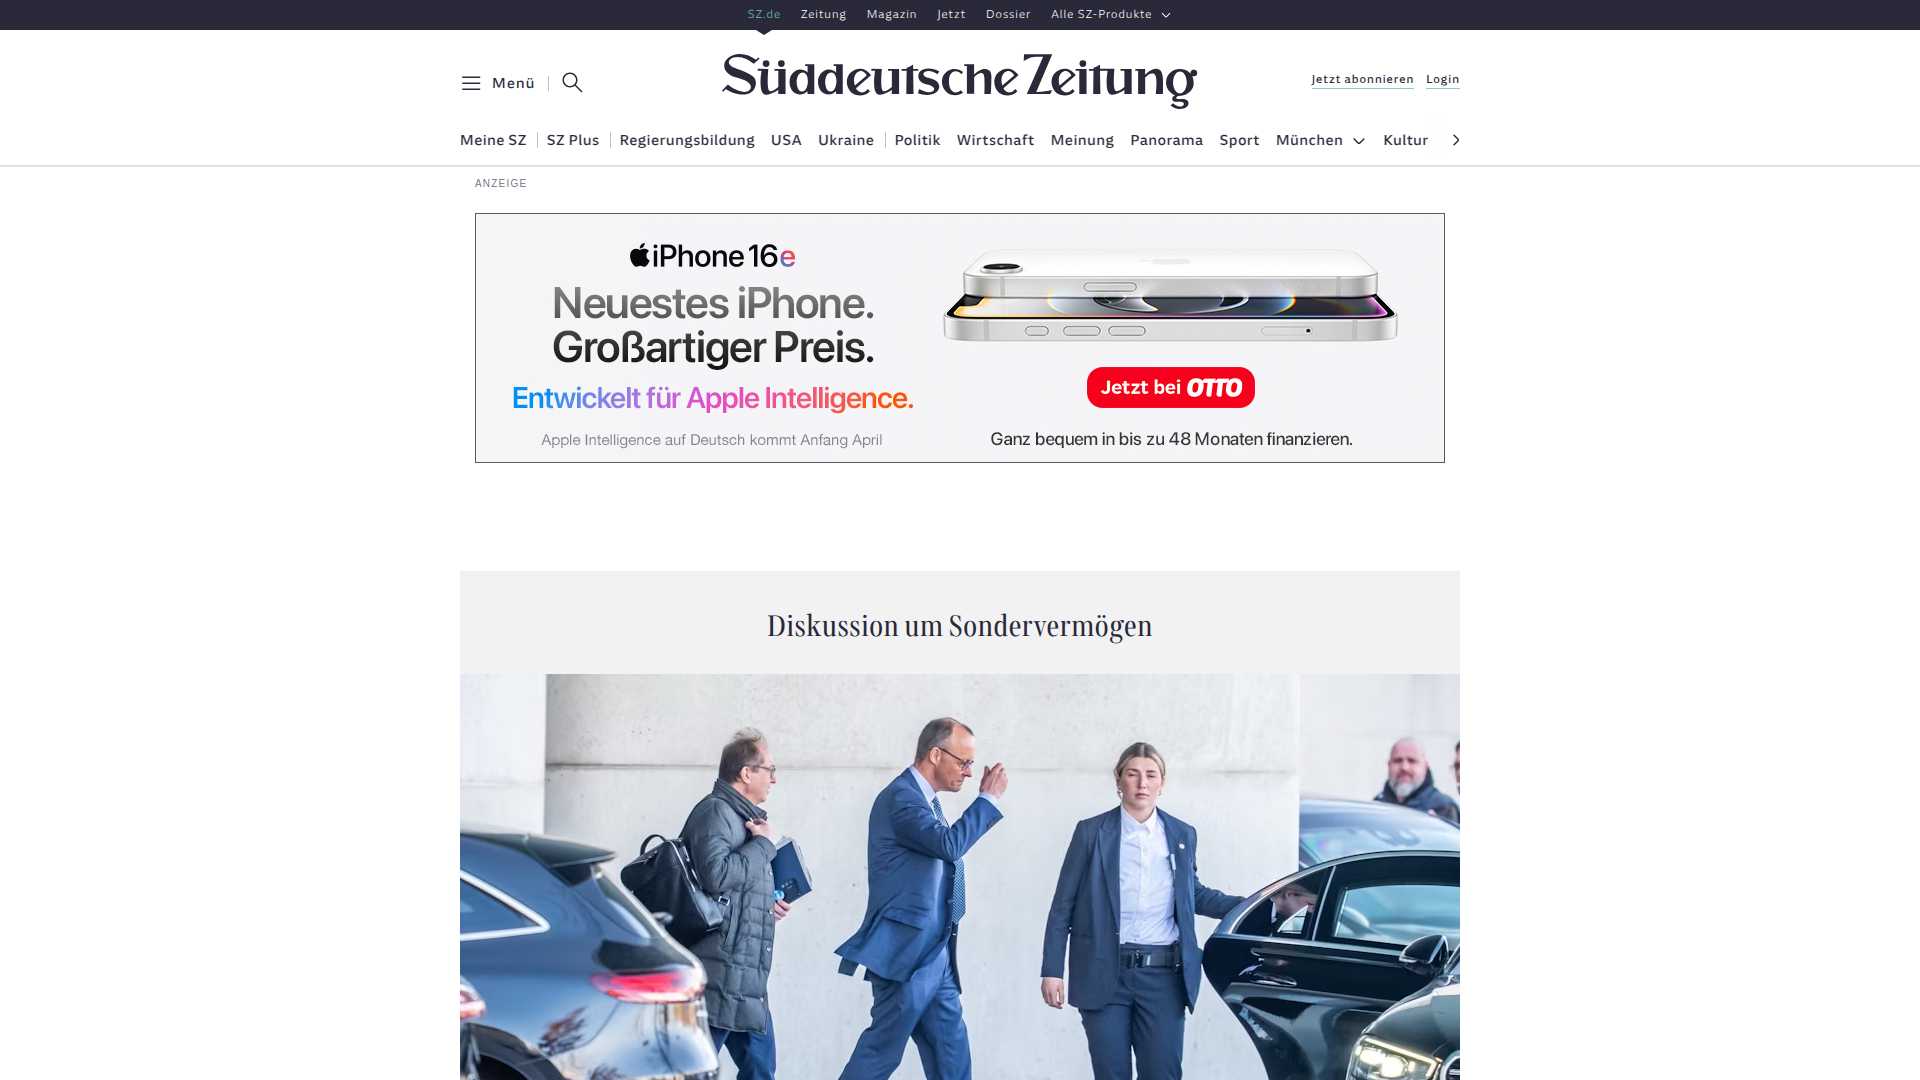 SZ.de Zeitung Magazin Jetzt Dossier Alle SZ-Produkte
Menü
Süddeutsche Zeitung
Jetzt abonnieren Login
Meine SZ SZ Plus Regierungsbildung USA Ukraine Politik Wirtschaft Meinung Panorama Sport München Kultur
ANZEIGE
iPhone 16e
Neuestes iPhone.
Großartiger Preis.
Entwickelt für Apple Intelligence.
Apple Intelligence auf Deutsch kommt Anfang April
Jetzt bei OTTO
Ganz bequem in bis zu 48 Monaten finanzieren.
Diskussion um Sondervermögen